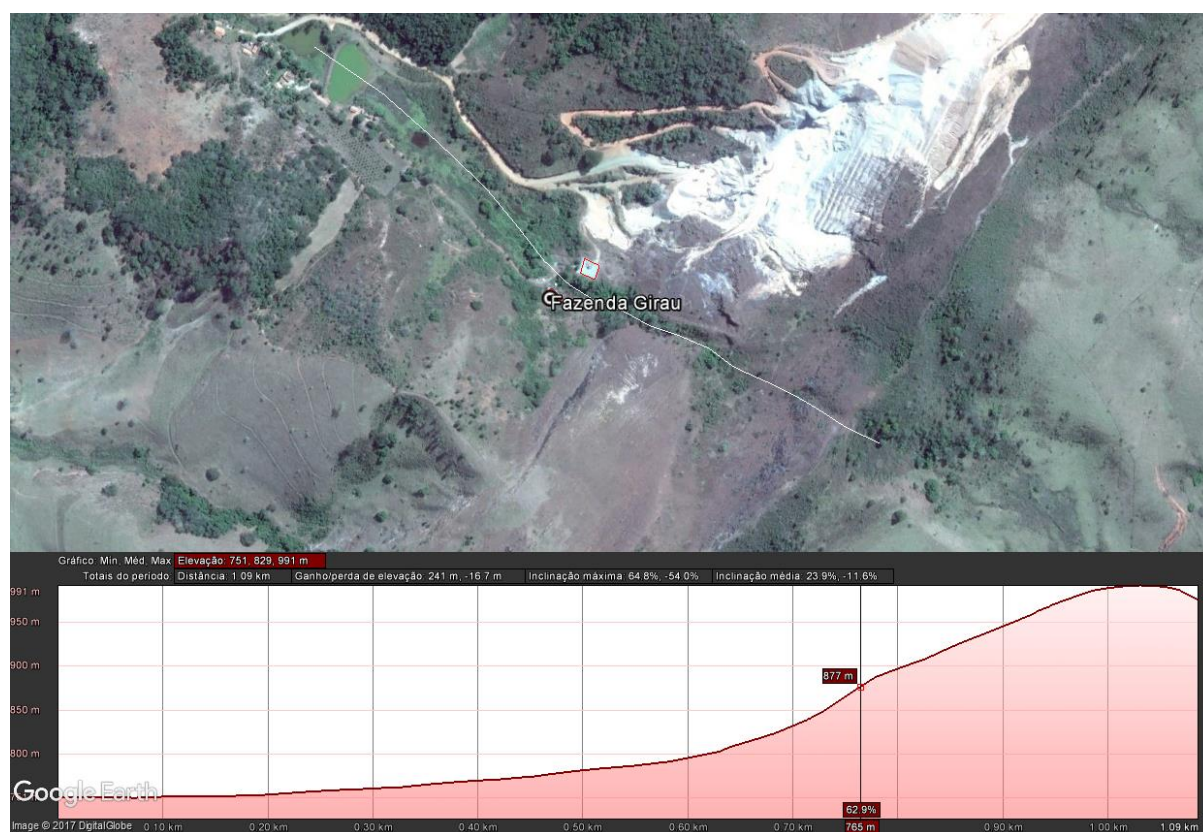 Fazenda Girau
Gráfico: Min. Méd. Max Elevação: 751, 829, 991 m
Totais do periodo Distância: 1.09 km Ganho/perda de elevação: 241 m, -16.7 m Inclinação máxima: 64.8%, -54.0% Inclinação média: 23.9%, -11.6%
991 m
950 m
900 m
877 m
850 m
800 m
Google Earth
62.9%
Image © 2017 DigitalGlobe 0.10 km 0.20 km 0.30 km 0.40 km 0.50 km 0.60 km 0.70 km 765 m 0.90 km 1.00 km 1.09 km